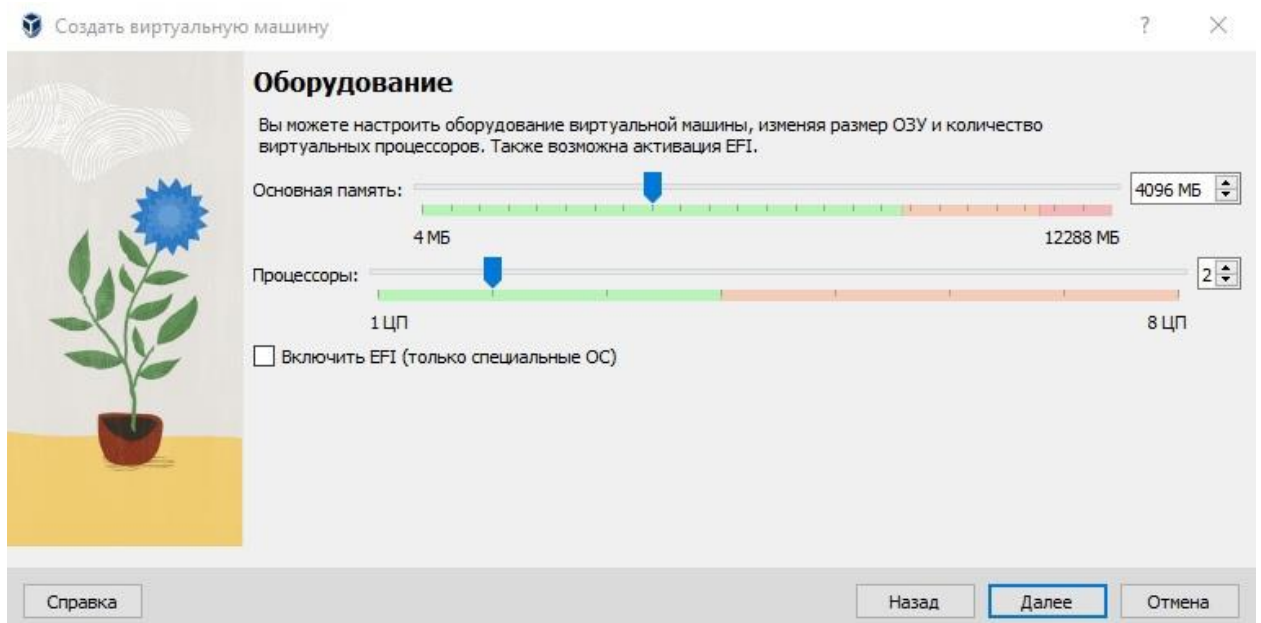 Создать виртуальную машину
?
Оборудование
Вы можете настроить оборудование виртуальной машины, изменяя размер ОЗУ и количество
виртуальных процессоров. Также возможна активация EFI.
Основная память:
4096 МБ
4 МБ
12288 МБ
Процессоры:
2
1 ЦП
8 ЦП
Включить EFI (только специальные ОС)
Справка
Назад
Далее
Отмена